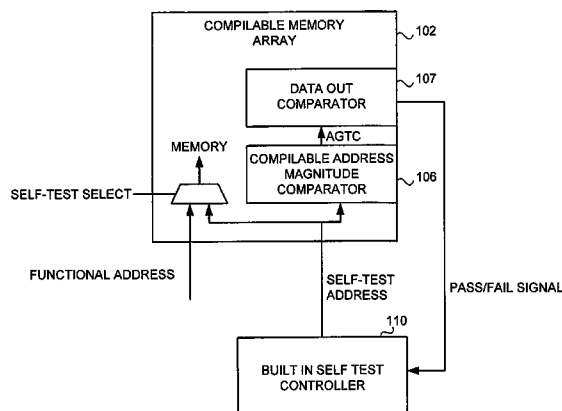 COMPILABLE MEMORY
ARRAY
102
107
DATA OUT
COMPARATOR
AGTC
MEMORY
COMPILABLE ADDRESS
MAGNITUDE
COMPARATOR
106
SELF-TEST SELECT
FUNCTIONAL ADDRESS
SELF-TEST
ADDRESS
PASS/FAIL SIGNAL
110
BUILT IN SELF TEST
CONTROLLER